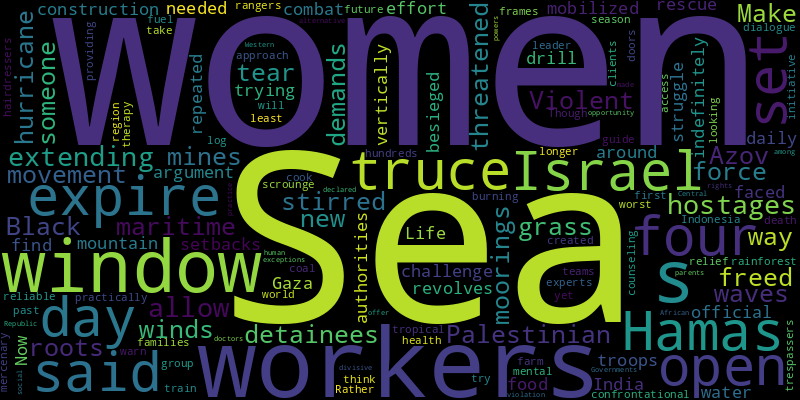 women
Sea
workers
window
Israel
Hamas
truce
expire
four
day
said
open
s
set
hurricane
someone
construction
needed
rangers
combat
future
effort
frames
mobilized
rescue
alternative
Make
season
dialogue
hairdressers
fuel
take
providing
Western
approach
tear
trying
will
least
repeated
region
therapy
log
demands
vertically
besieged
threatened
leader
powers
doors
drill
clients
Violent
Though
opportunity
made
access
struggle
looking
indefinitely
initiative
daily
among
guide
extending
mines
movement
argument
hundreds
longer
around
Azov
force
faced
first
hostages
cook
scrounge
declared
stirred
burning
worst
Indonesia
rights
Central
death
Black
maritime
new
practice
authorities
Life
moorings
grass
created
way
find
mountain
setbacks
human
exceptions
coal
Gaza
world
challenge
revolves
teams
experts
yet
counseling
relief
rainforest
parents
freed
reliable
past
practically
allow
waves
African
official
winds
detainees
Palestinian
families
doctors
offer
tropical
health
Republic
Now
roots
warn
group
train
mercenary
social
divisive
think
Rather
try
farm
mental
food
violation
Governments
India
troops
confrontational
water
trespassers